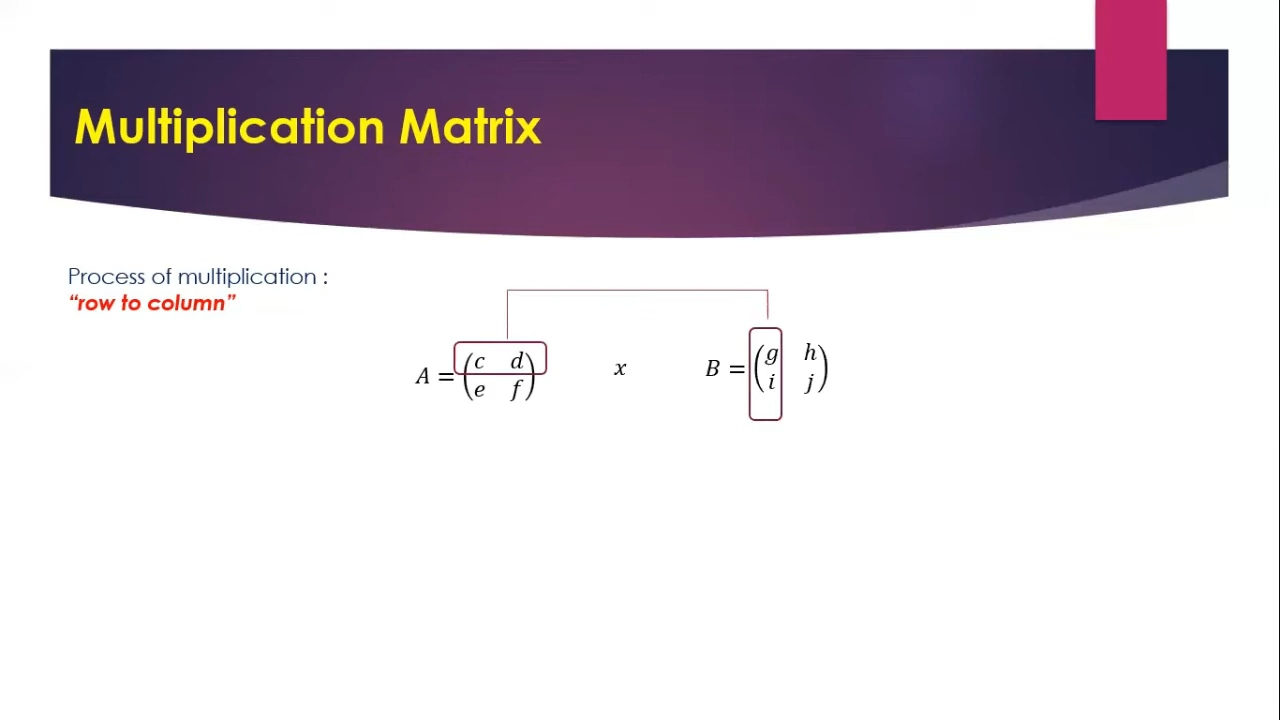 Multiplication Matrix
Process of multiplication :
“row to column”
A = (c d) x B = (g h)
(e f) (i j)